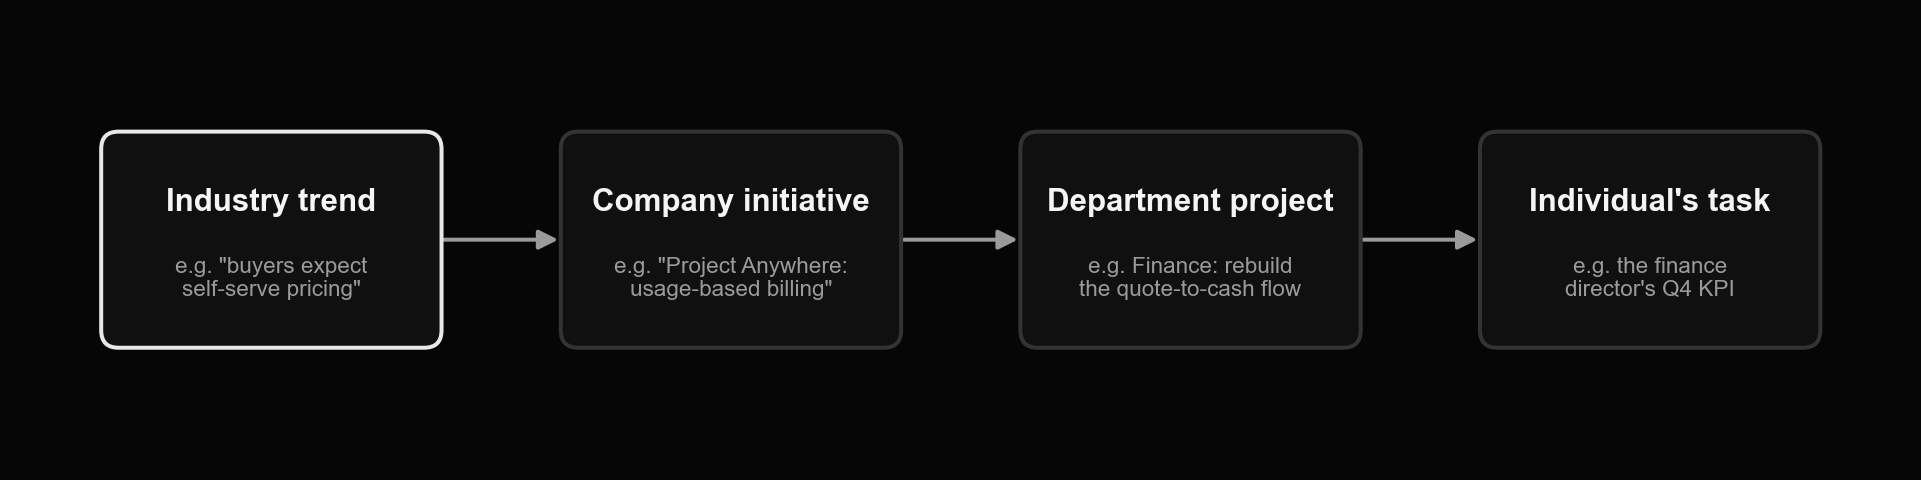 Industry trend
e.g. "buyers expect
self-serve pricing"
Company initiative
e.g. "Project Anywhere:
usage-based billing"
Department project
e.g. Finance: rebuild
the quote-to-cash flow
Individual's task
e.g. the finance
director's Q4 KPI